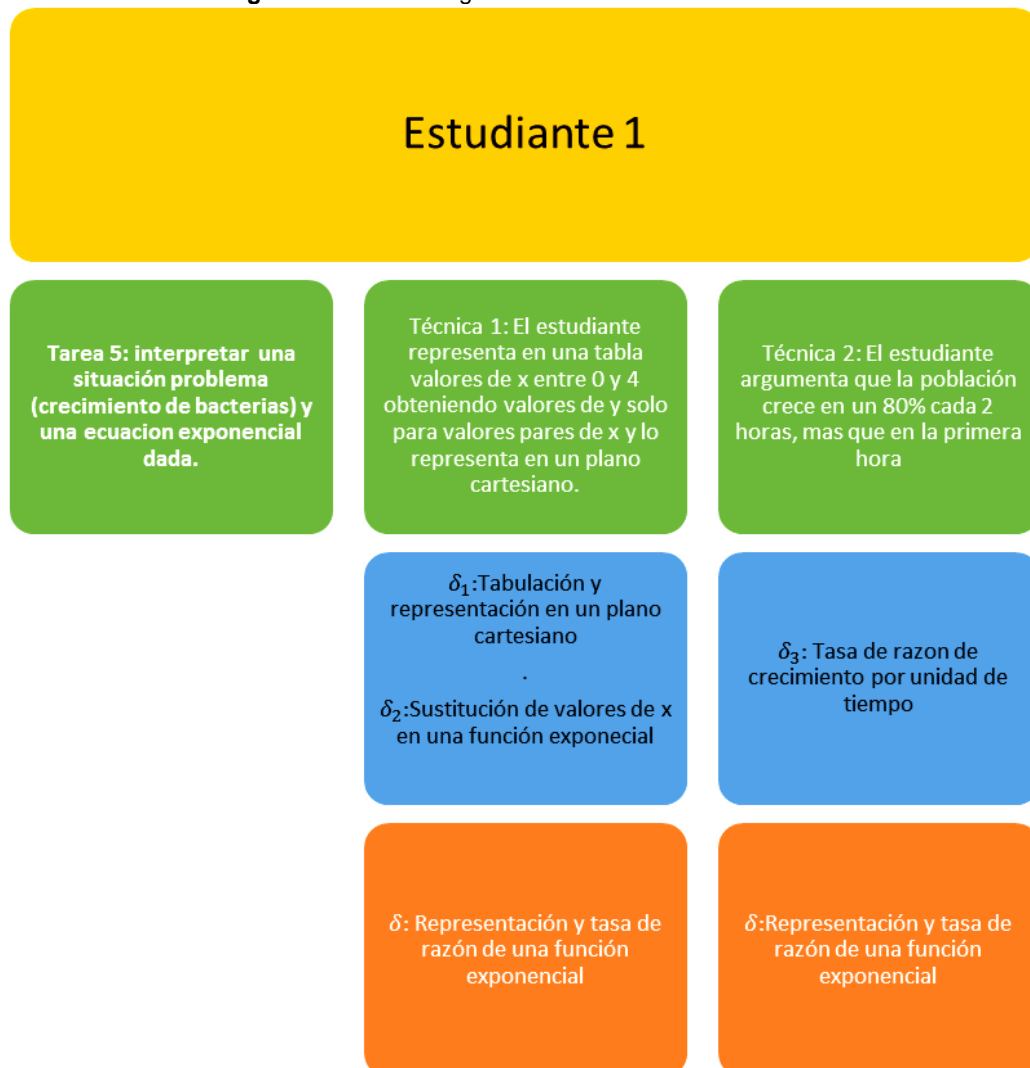 Estudiante 1
Tarea 5: interpretar una
situación problema
(crecimiento de bacterias) y
una ecuacion exponencial
dada.
Técnica 1: El estudiante
representa en una tabla
valores de x entre 0 y 4
obteniendo valores de y solo
para valores pares de x y lo
representa en un plano
cartesiano.
Técnica 2: El estudiante
argumenta que la población
crece en un 80% cada 2
horas, mas que en la primera
hora
δ₁:Tabulación y
representación en un plano
cartesiano
.
δ₂:Sustitución de valores de x
en una función exponecial
δ₃: Tasa de razon de
crecimiento por unidad de
tiempo
δ: Representación y tasa de
razón de una función
exponencial
δ:Representación y tasa de
razón de una función
exponencial